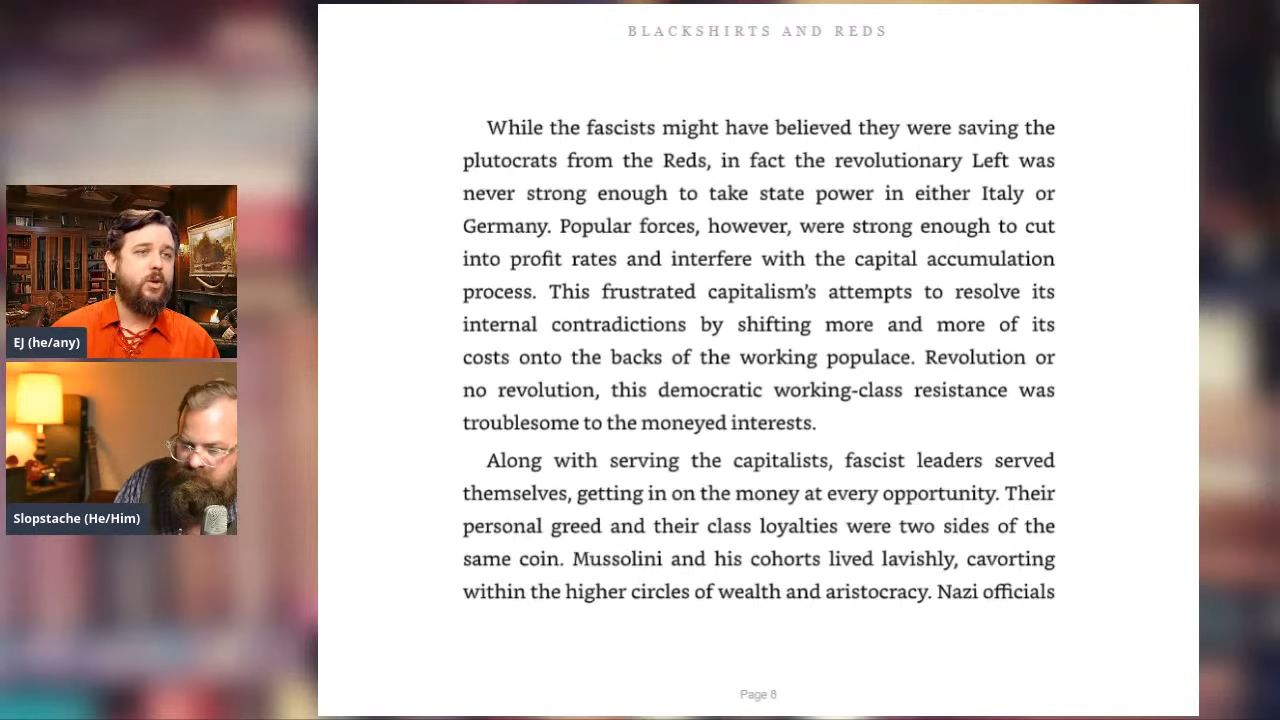 BLACKSHIRTS AND REDS
While the fascists might have believed they were saving the
plutocrats from the Reds, in fact the revolutionary Left was
never strong enough to take state power in either Italy or
Germany. Popular forces, however, were strong enough to cut
into profit rates and interfere with the capital accumulation
process. This frustrated capitalism’s attempts to resolve its
internal contradictions by shifting more and more of its
costs onto the backs of the working populace. Revolution or
no revolution, this democratic working-class resistance was
troublesome to the moneyed interests.
Along with serving the capitalists, fascist leaders served
themselves, getting in on the money at every opportunity. Their
personal greed and their class loyalties were two sides of the
same coin. Mussolini and his cohorts lived lavishly, cavorting
within the higher circles of wealth and aristocracy. Nazi officials
Page 8
EJ (he/any)
Slopstache (He/Him)